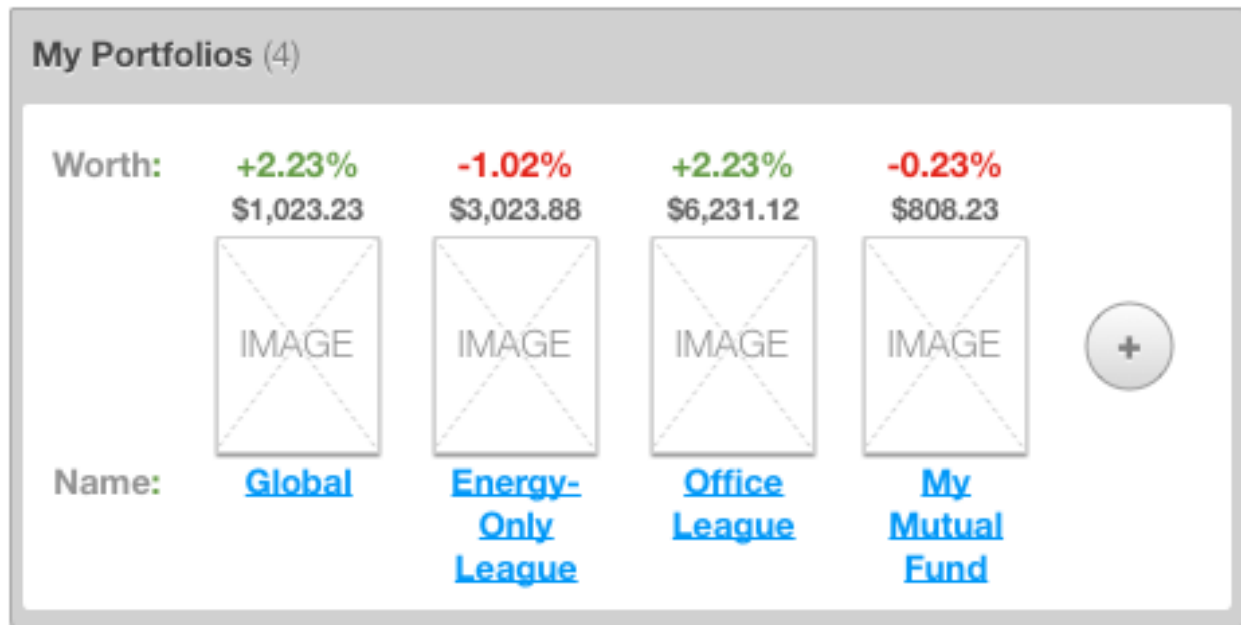 My Portfolios (4)
Worth: +2.23% -1.02% +2.23% -0.23%
$1,023.23 $3,023.88 $6,231.12 $808.23
IMAGE IMAGE IMAGE IMAGE
+
Name: Global Energy- Office My
Only League Mutual
League Fund